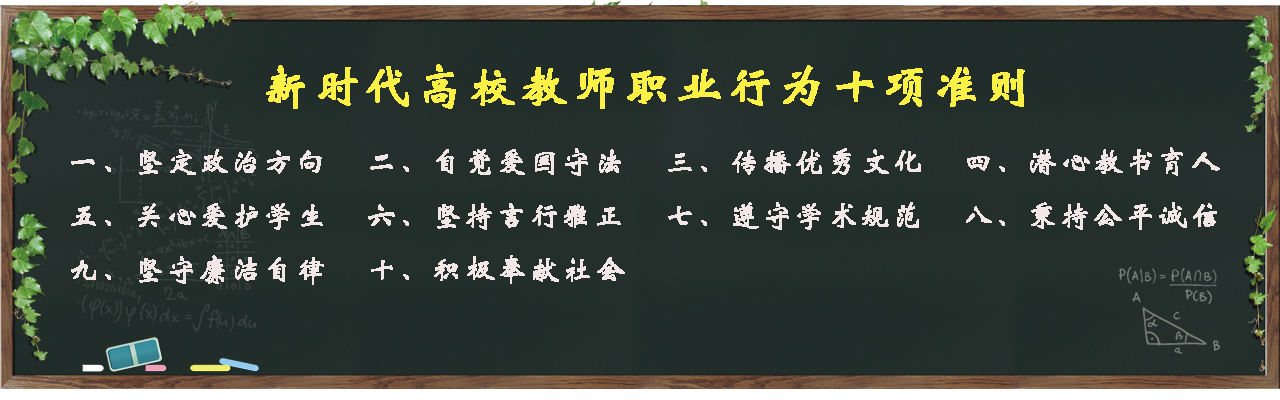 新时代高校教师职业行为十项准则
一、坚定政治方向 二、自觉爱国守法 三、传播优秀文化 四、潜心教书育人
五、关心爱护学生 六、坚持言行雅正 七、遵守学术规范 八、秉持公平诚信
九、坚守廉洁自律 十、积极奉献社会
P(A|B) = P(A∩B)
P(B)
A
α c
β B
a
2a
(φ(x))φ(x)dx = ∫f(u)du